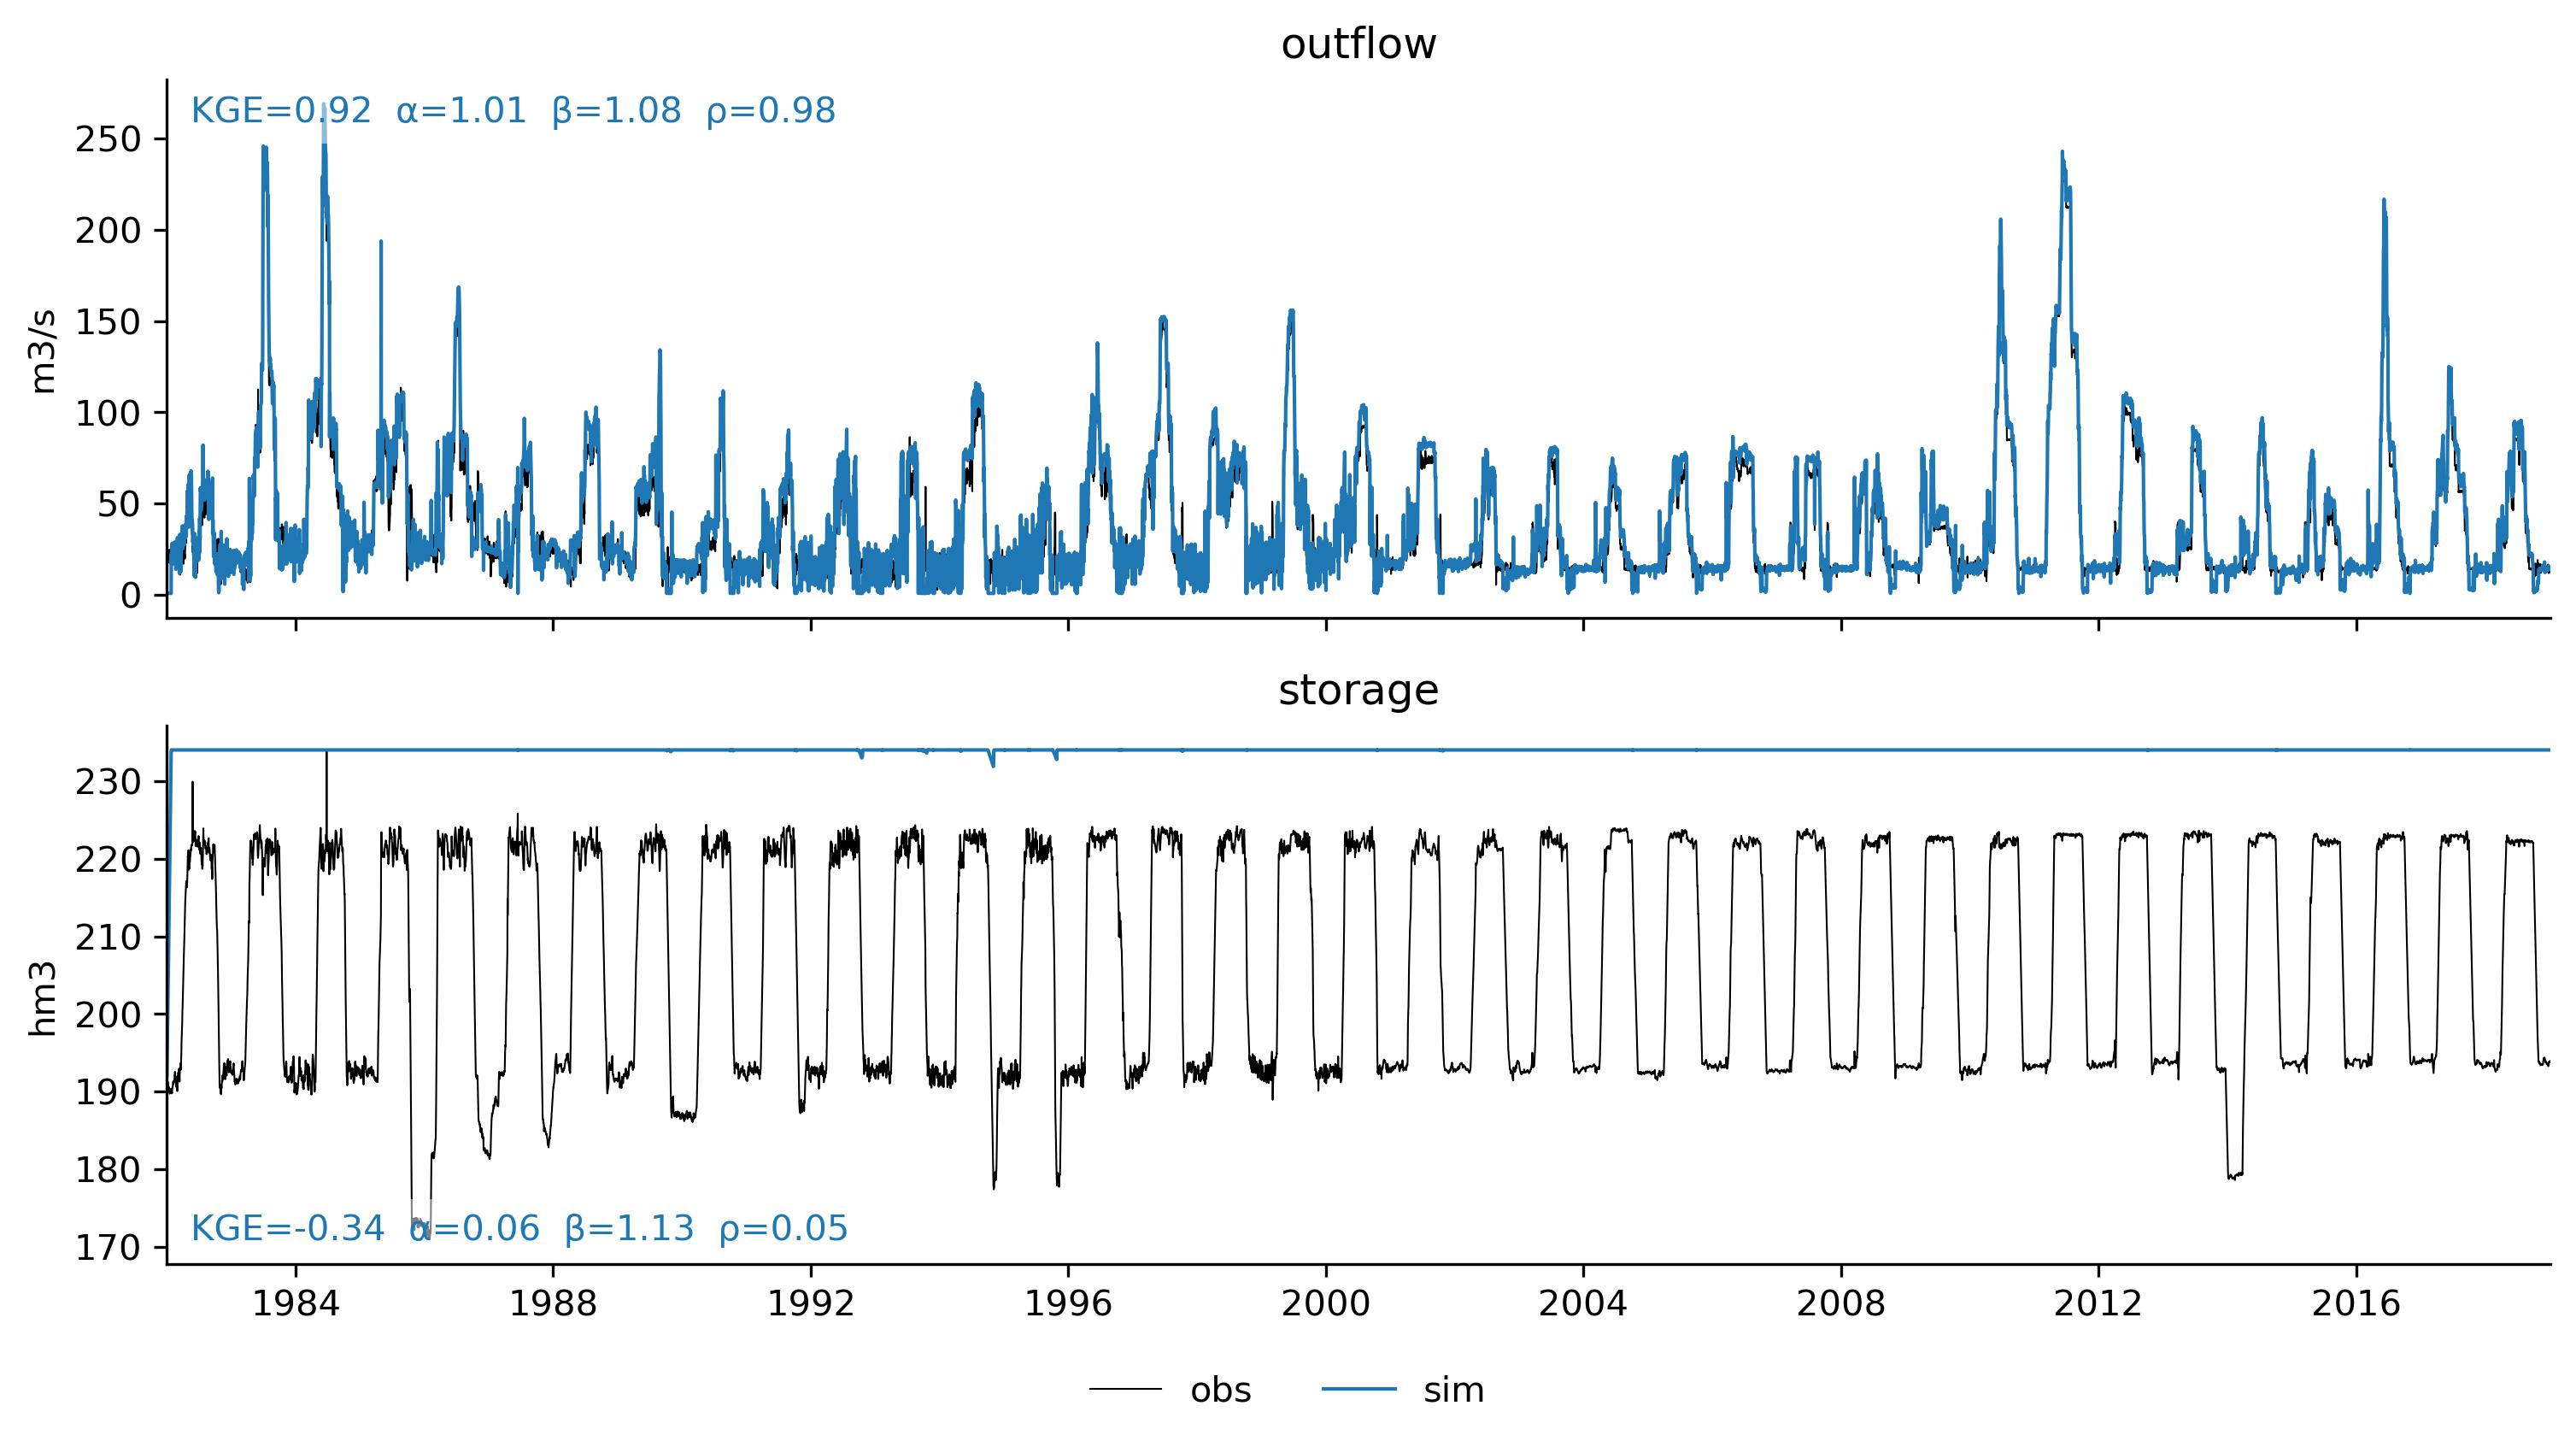 outflow
KGE=0.92 α=1.01 β=1.08 ρ=0.98
250
200
150
100
50
0
m3/s
storage
230
220
210
200
190
180
170
hm3
KGE=-0.34 α=0.06 β=1.13 ρ=0.05
1984 1988 1992 1996 2000 2004 2008 2012 2016
obs sim